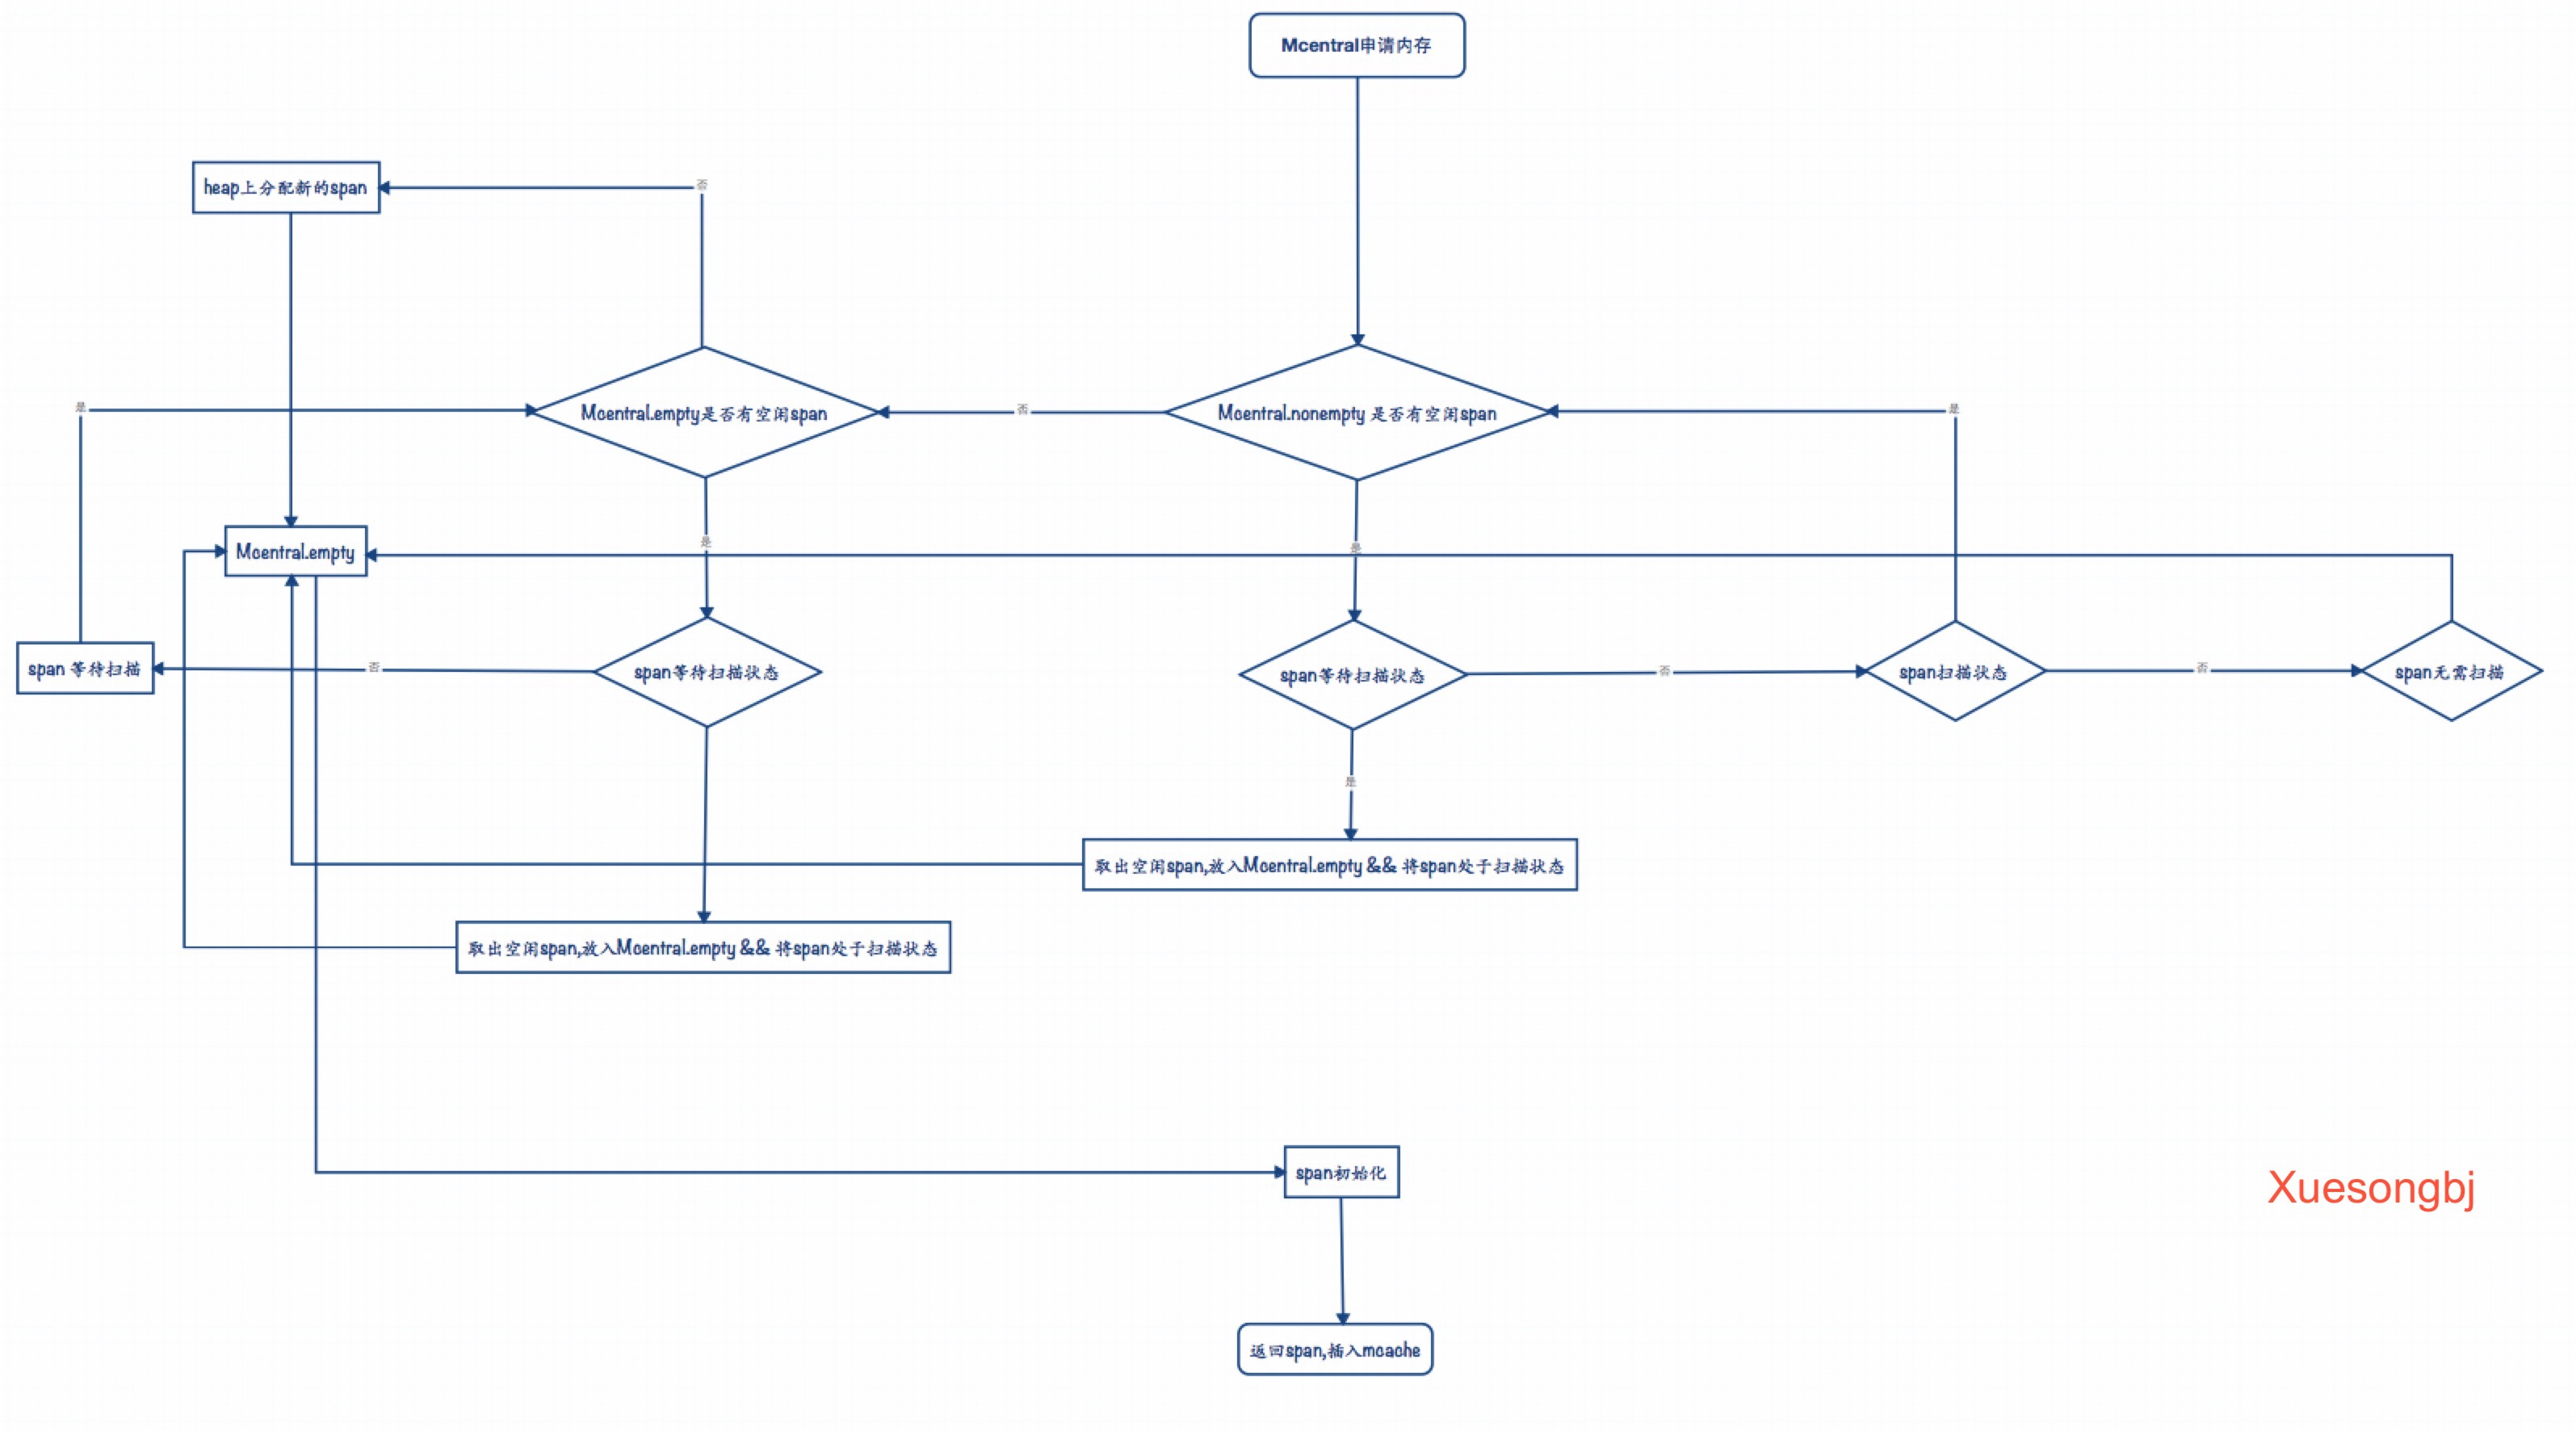 Mcentral申请内存
heap上分配新的span
否
是
Mcentral.empty是否有空闲span
否
Mcentral.nonempty 是否有空闲span
是
Mcentral.empty
是
是
span 等待扫描
否
span等待扫描状态
span等待扫描状态
否
span扫描状态
否
span无需扫描
是
取出空闲span,放入Mcentral.empty && 将span处于扫描状态
取出空闲span,放入Mcentral.empty && 将span处于扫描状态
span初始化
Xuesongbj
返回span,插入mcache